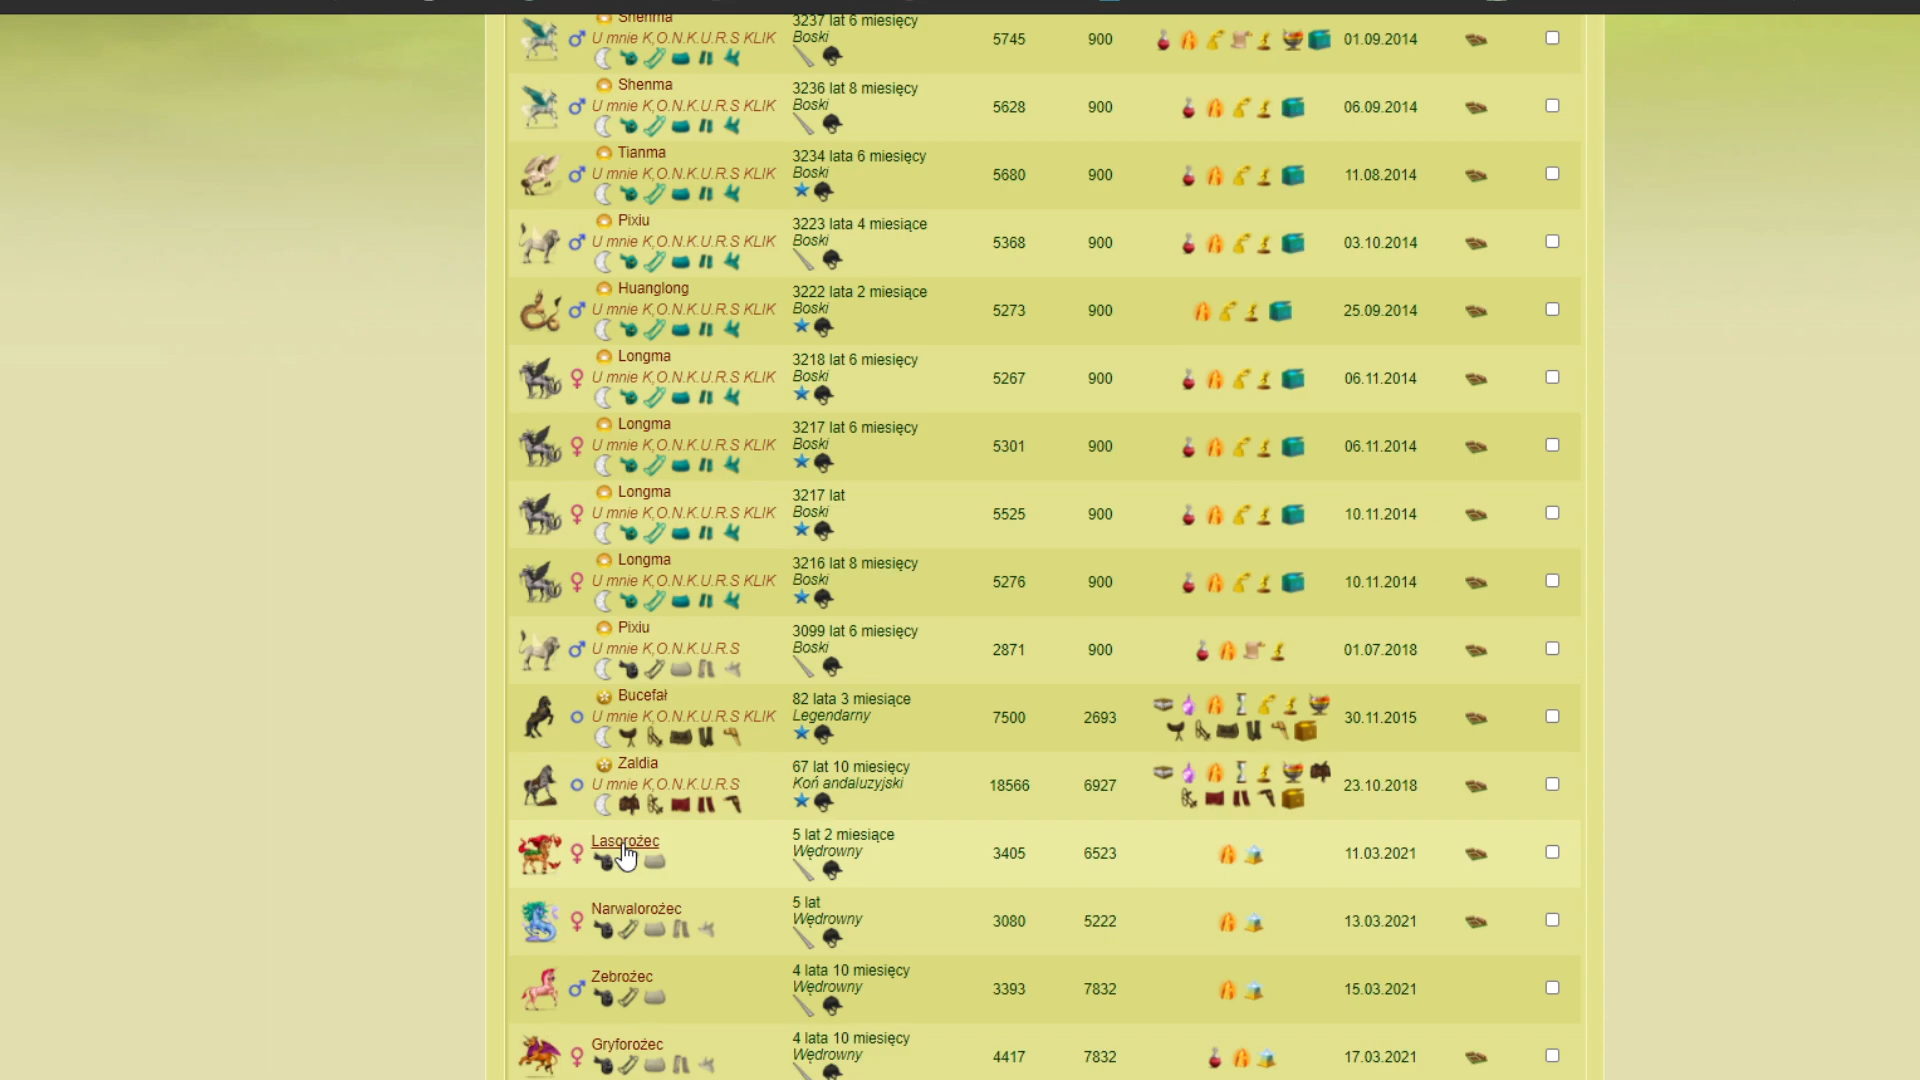 Shenma 3237 lat 6 miesięcy
U mnie K,O.N.K.U.R.S KLIK Boski 5745 900 01.09.2014
Shenma 3236 lat 8 miesięcy
U mnie K,O.N.K.U.R.S KLIK Boski 5628 900 06.09.2014
Tianma 3234 lata 6 miesięcy
U mnie K,O.N.K.U.R.S KLIK Boski 5680 900 11.08.2014
Pixiu 3223 lata 4 miesiące
U mnie K,O.N.K.U.R.S KLIK Boski 5368 900 03.10.2014
Huanglong 3222 lata 2 miesiące
U mnie K,O.N.K.U.R.S KLIK Boski 5273 900 25.09.2014
Longma 3218 lat 6 miesięcy
U mnie K,O.N.K.U.R.S KLIK Boski 5267 900 06.11.2014
Longma 3217 lat 6 miesięcy
U mnie K,O.N.K.U.R.S KLIK Boski 5301 900 06.11.2014
Longma 3217 lat
U mnie K,O.N.K.U.R.S KLIK Boski 5525 900 10.11.2014
Longma 3216 lat 8 miesięcy
U mnie K,O.N.K.U.R.S KLIK Boski 5276 900 10.11.2014
Pixiu 3099 lat 6 miesięcy
U mnie K,O.N.K.U.R.S Boski 2871 900 01.07.2018
Bucefał 82 lata 3 miesiące
U mnie K,O.N.K.U.R.S KLIK Legendarny 7500 2693 30.11.2015
Zaldia 67 lat 10 miesięcy
U mnie K,O.N.K.U.R.S Koń andaluzyjski 18566 6927 23.10.2018
Lasorożec 5 lat 2 miesiące
Wędrowny 3405 6523 11.03.2021
Narwalorożec 5 lat
Wędrowny 3080 5222 13.03.2021
Zebrożec 4 lata 10 miesięcy
Wędrowny 3393 7832 15.03.2021
Gryforożec 4 lata 10 miesięcy
Wędrowny 4417 7832 17.03.2021